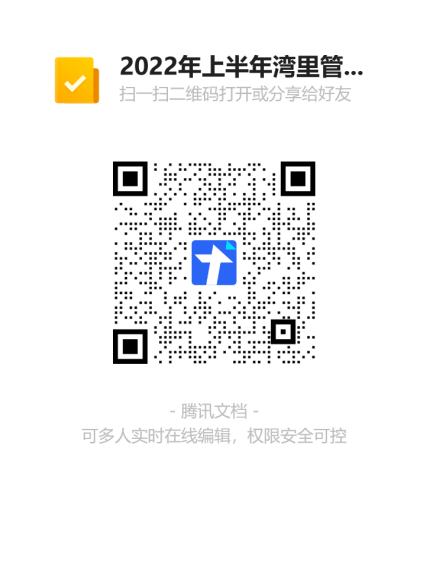 2022年上半年湾里管...
扫一扫二维码打开或分享给好友
- 腾讯文档 -
可多人实时在线编辑，权限安全可控